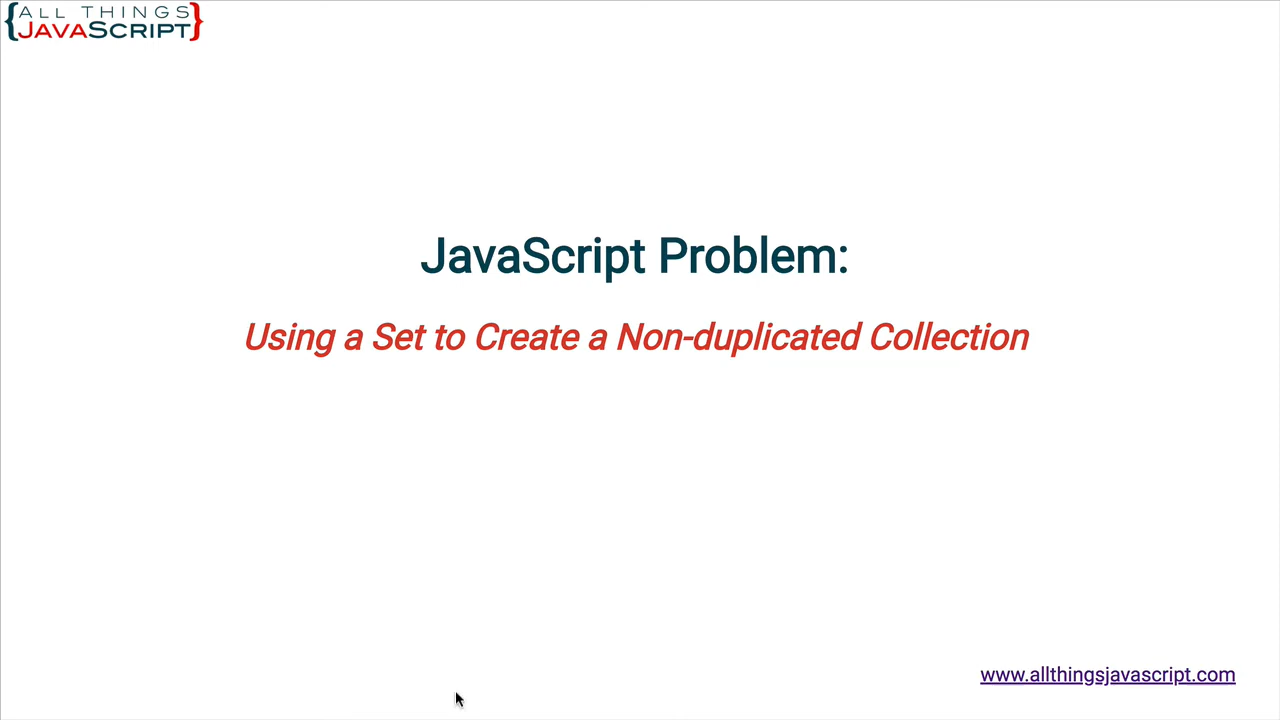 {ALL THINGS
JAVASCRIPT}
JavaScript Problem:
Using a Set to Create a Non-duplicated Collection
www.allthingsjavascript.com